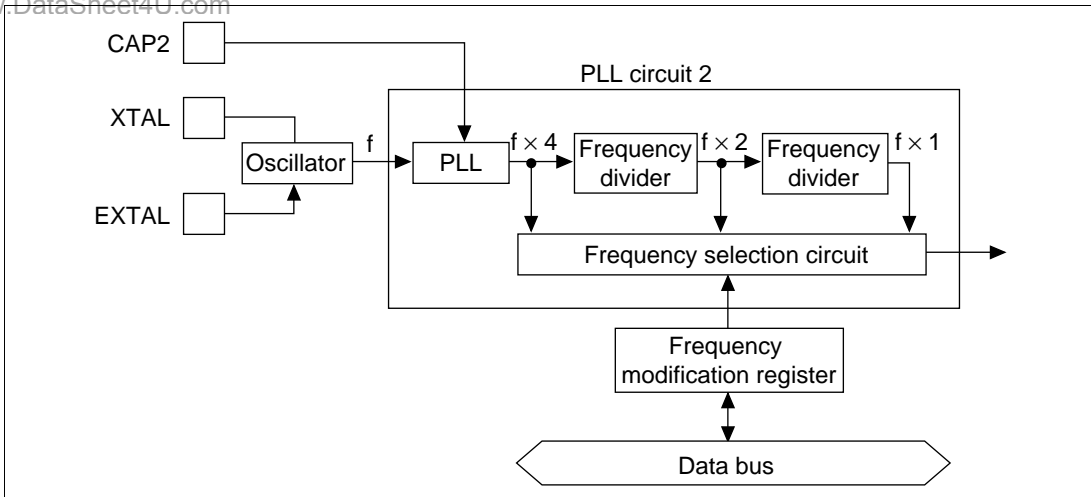 .DataSheet4U.com
CAP2
PLL circuit 2
XTAL
f
f × 4
f × 2
f × 1
Oscillator
PLL
Frequency
divider
Frequency
divider
EXTAL
Frequency selection circuit
Frequency
modification register
Data bus